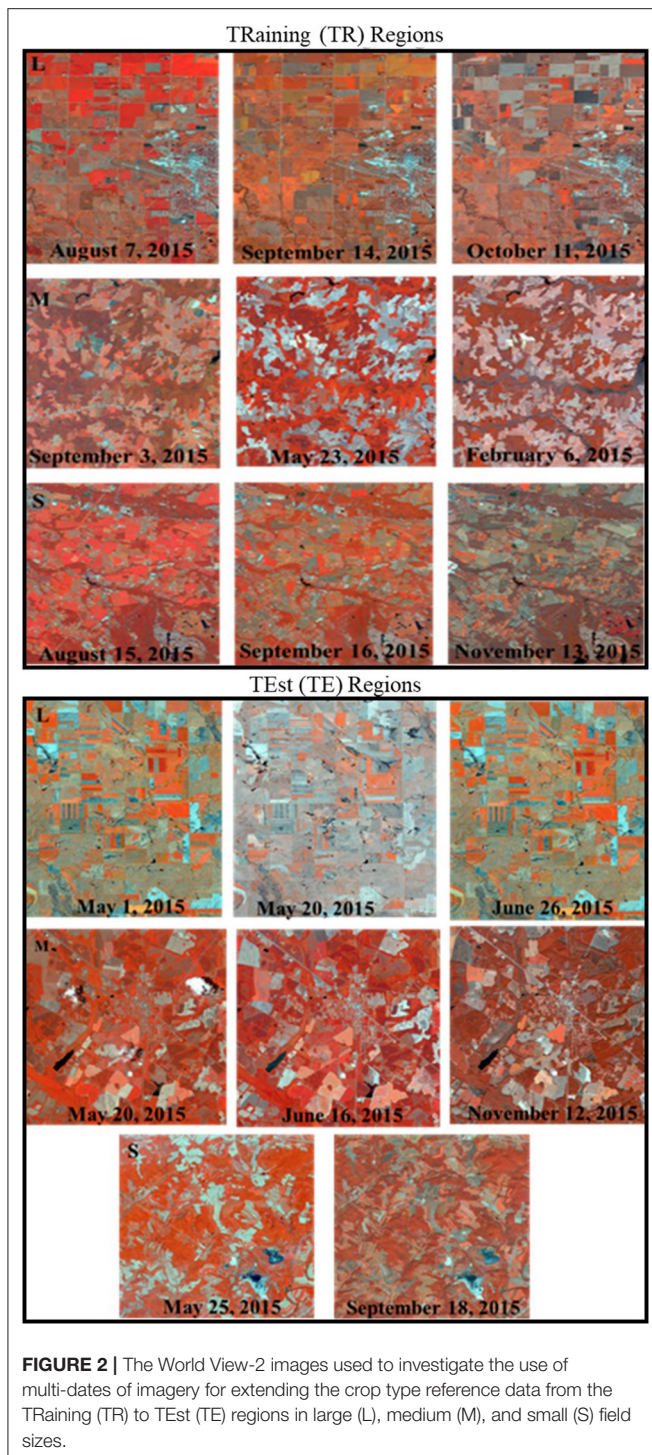 TRaining (TR) Regions
L
August 7, 2015
September 14, 2015
October 11, 2015
M
September 3, 2015
May 23, 2015
February 6, 2015
S
August 15, 2015
September 16, 2015
November 13, 2015
TEst (TE) Regions
L
May 1, 2015
May 20, 2015
June 26, 2015
M
May 20, 2015
June 16, 2015
November 12, 2015
S
May 25, 2015
September 18, 2015
FIGURE 2 | The World View-2 images used to investigate the use of
multi-dates of imagery for extending the crop type reference data from the
TRaining (TR) to TEst (TE) regions in large (L), medium (M), and small (S) field
sizes.